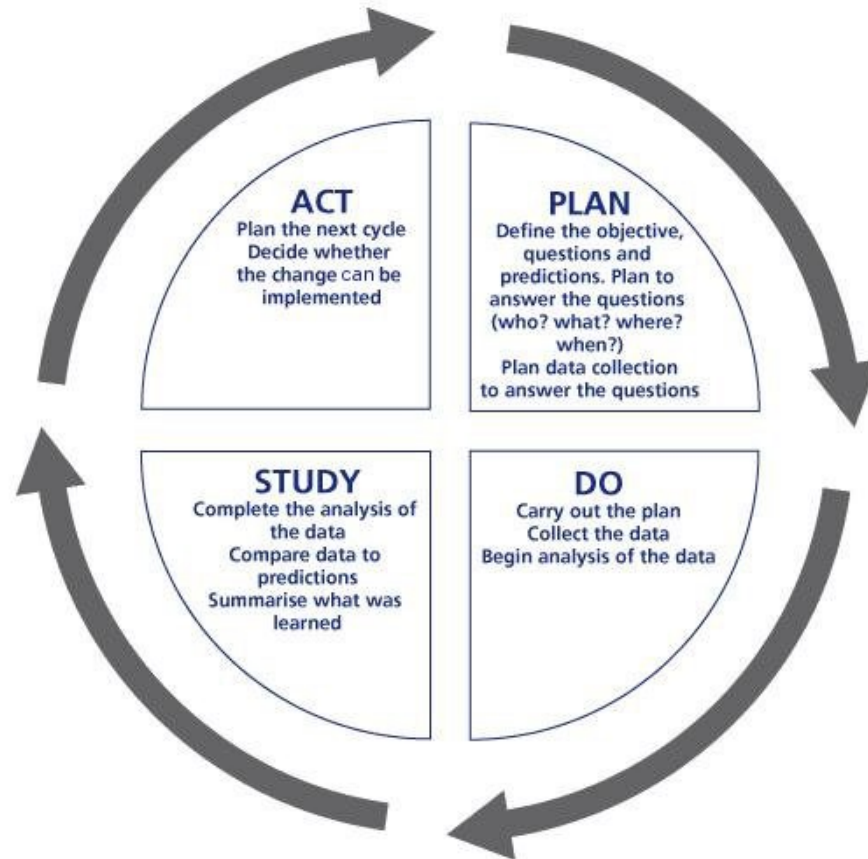 ACT
Plan the next cycle
Decide whether
the change can be
implemented
PLAN
Define the objective,
questions and
predictions. Plan to
answer the questions
(who? what? where?
when?)
Plan data collection
to answer the questions
STUDY
Complete the analysis of
the data
Compare data to
predictions
Summarise what was
learned
DO
Carry out the plan
Collect the data
Begin analysis of the data